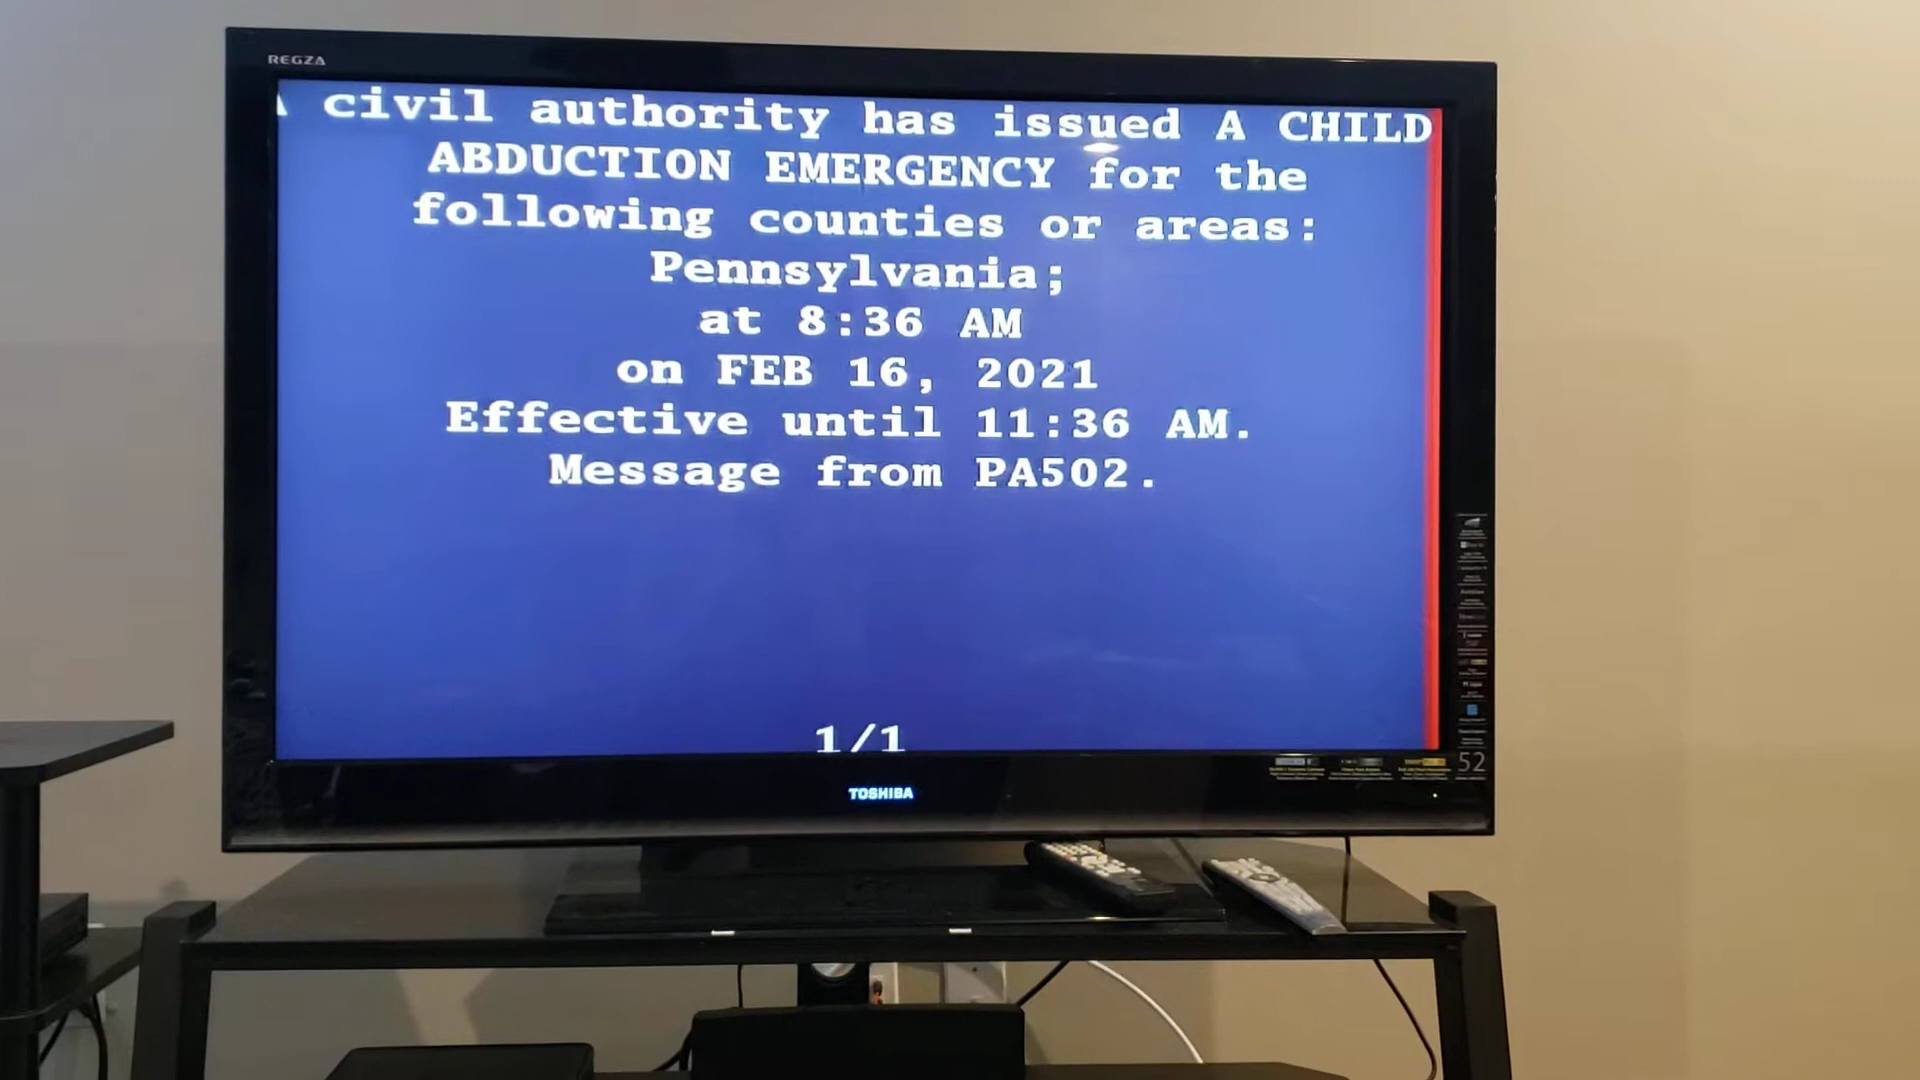 REGZA
A civil authority has issued A CHILD
ABDUCTION EMERGENCY for the
following counties or areas:
Pennsylvania;
at 8:36 AM
on FEB 16, 2021
Effective until 11:36 AM.
Message from PA502.
1/1
52
TOSHIBA